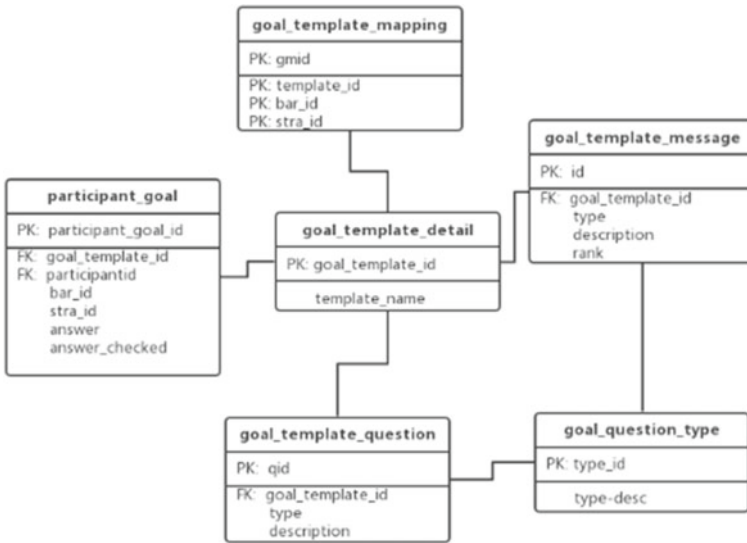 goal_template_mapping
PK: gmid
PK: template_id
PK: bar_id
PK: stra_id
goal_template_message
PK: id
FK: goal_template_id
type
description
rank
participant_goal
PK: participant_goal_id
FK: goal_template_id
FK: participantid
bar_id
stra_id
answer
answer_checked
goal_template_detail
PK: goal_template_id
template_name
goal_template_question
PK: qid
FK: goal_template_id
type
description
goal_question_type
PK: type_id
type-desc